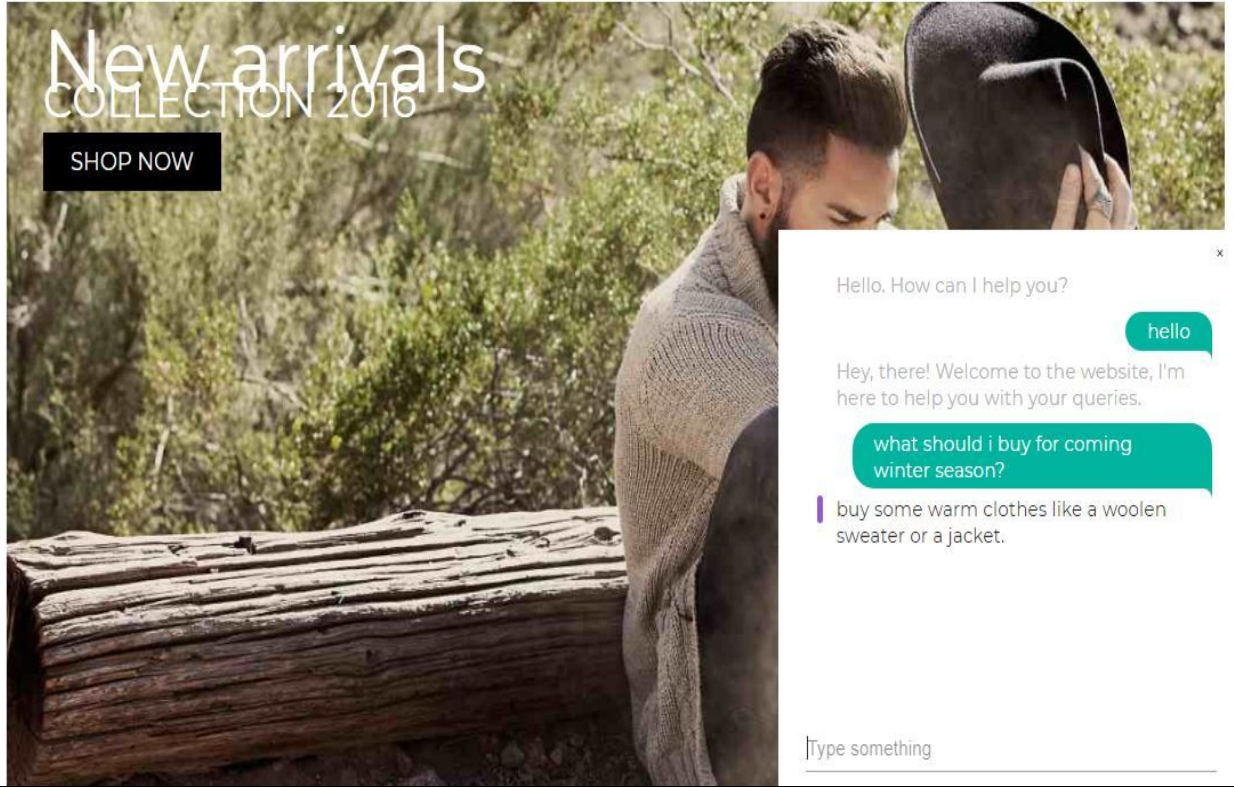 New arrivals
COLLECTION 2016
SHOP NOW
x
Hello. How can I help you?
hello
Hey, there! Welcome to the website, I'm
here to help you with your queries.
what should i buy for coming
winter season?
buy some warm clothes like a woolen
sweater or a jacket.
Type something